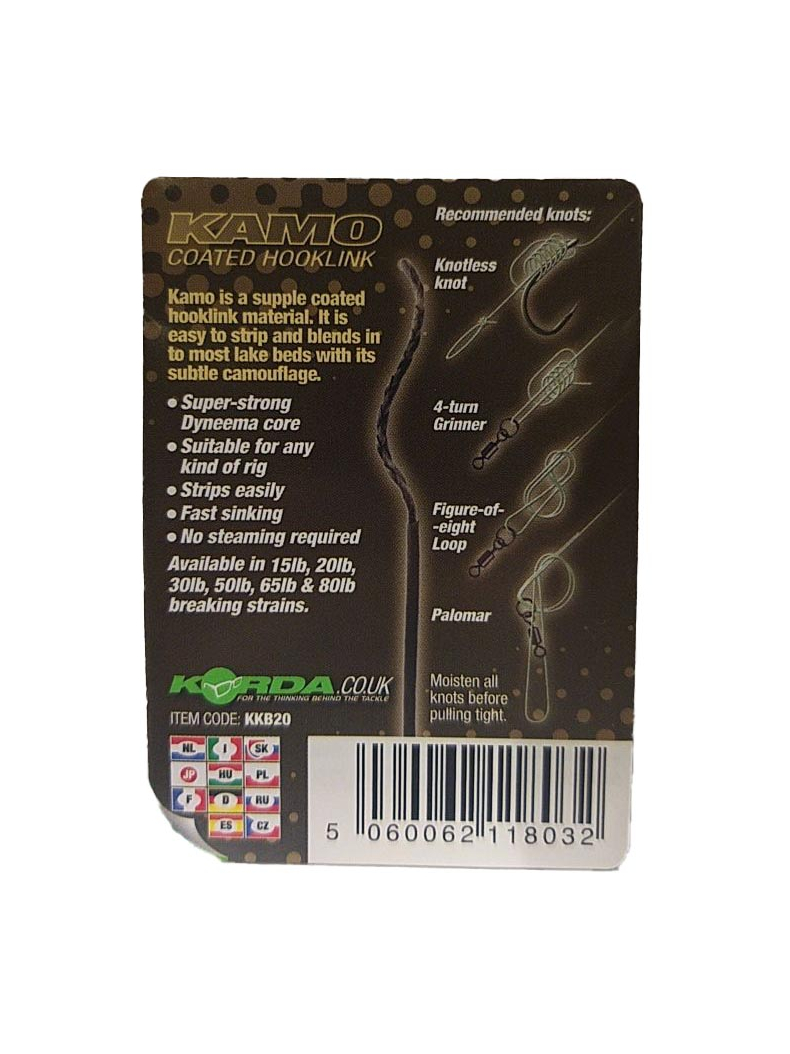 KAMO
COATED HOOKLINK
Kamo is a supple coated
hooklink material. It is
easy to strip and blends in
to most lake beds with its
subtle camouflage.
• Super-strong
Dyneema core
• Suitable for any
kind of rig
• Strips easily
• Fast sinking
• No steaming required
Available in 15lb, 20lb,
30lb, 50lb, 65lb & 80lb
breaking strains.
Recommended knots;
Knotless
knot
4-turn
Grinner
Figure-of-
-eight
Loop
Palomar
Moisten all
knots before
pulling tight.
KORDA.CO.UK
FOR THE THINKING BEHIND THE TACKLE
ITEM CODE: KKB20
NL I SK
JP HU PL
F D RU
ES CZ
5 060062 118032